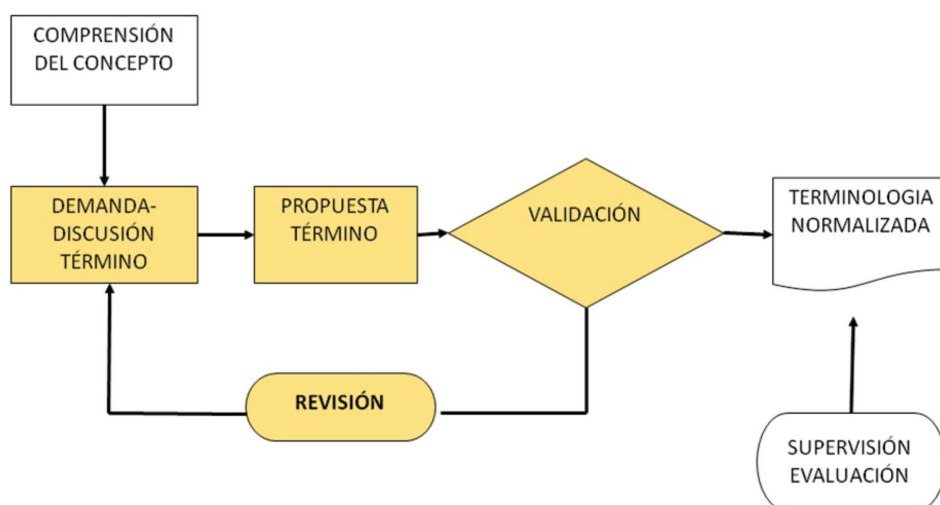 COMPRENSIÓN
DEL CONCEPTO
DEMANDA-
DISCUSIÓN
TÉRMINO
PROPUESTA
TÉRMINO
VALIDACIÓN
TERMINOLOGIA
NORMALIZADA
REVISIÓN
SUPERVISIÓN
EVALUACIÓN